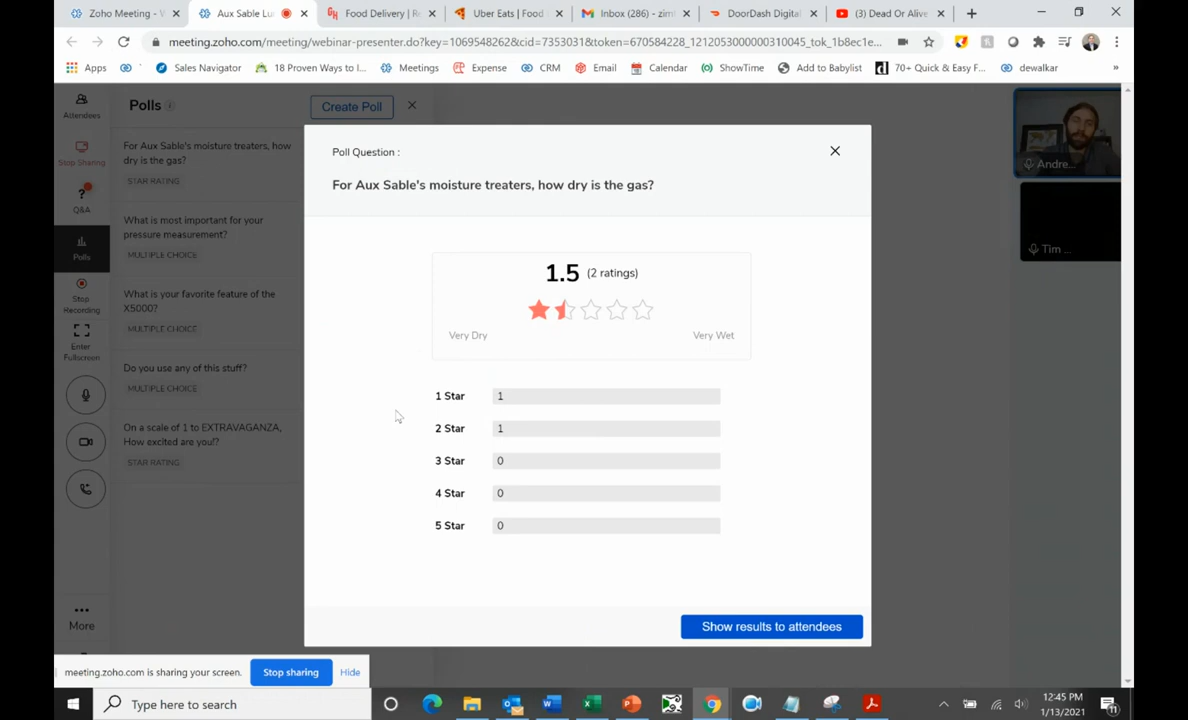 Zoho Meeting - W
Aux Sable Lu
Food Delivery | Re
Uber Eats | Food
Inbox (286) - zim
DoorDash Digital
(3) Dead Or Alive
meeting.zoho.com/meeting/webinar-presenter.do?key=1069548262&cid=7353031&token=670584228_1212053000000310045_tok_1b8ec1e...
Apps
Sales Navigator
18 Proven Ways to I...
Meetings
Expense
CRM
Email
Calendar
ShowTime
Add to Babylist
70+ Quick & Easy F...
dewalkar
»
Attendees
Stop Sharing
Q&A
Polls
Stop
Recording
Enter
Fullscreen
More
Polls
Create Poll
For Aux Sable's moisture treaters, how
dry is the gas?
STAR RATING
What is most important for your
pressure measurement?
MULTIPLE CHOICE
What is your favorite feature of the
X5000?
MULTIPLE CHOICE
Do you use any of this stuff?
MULTIPLE CHOICE
On a scale of 1 to EXTRAVAGANZA,
How excited are you!?
STAR RATING
Poll Question :
For Aux Sable's moisture treaters, how dry is the gas?
1.5 (2 ratings)
Very Dry
Very Wet
1 Star 1
2 Star 1
3 Star 0
4 Star 0
5 Star 0
Show results to attendees
Andre...
Tim ...
meeting.zoho.com is sharing your screen.
Stop sharing
Hide
Type here to search
12:45 PM
1/13/2021